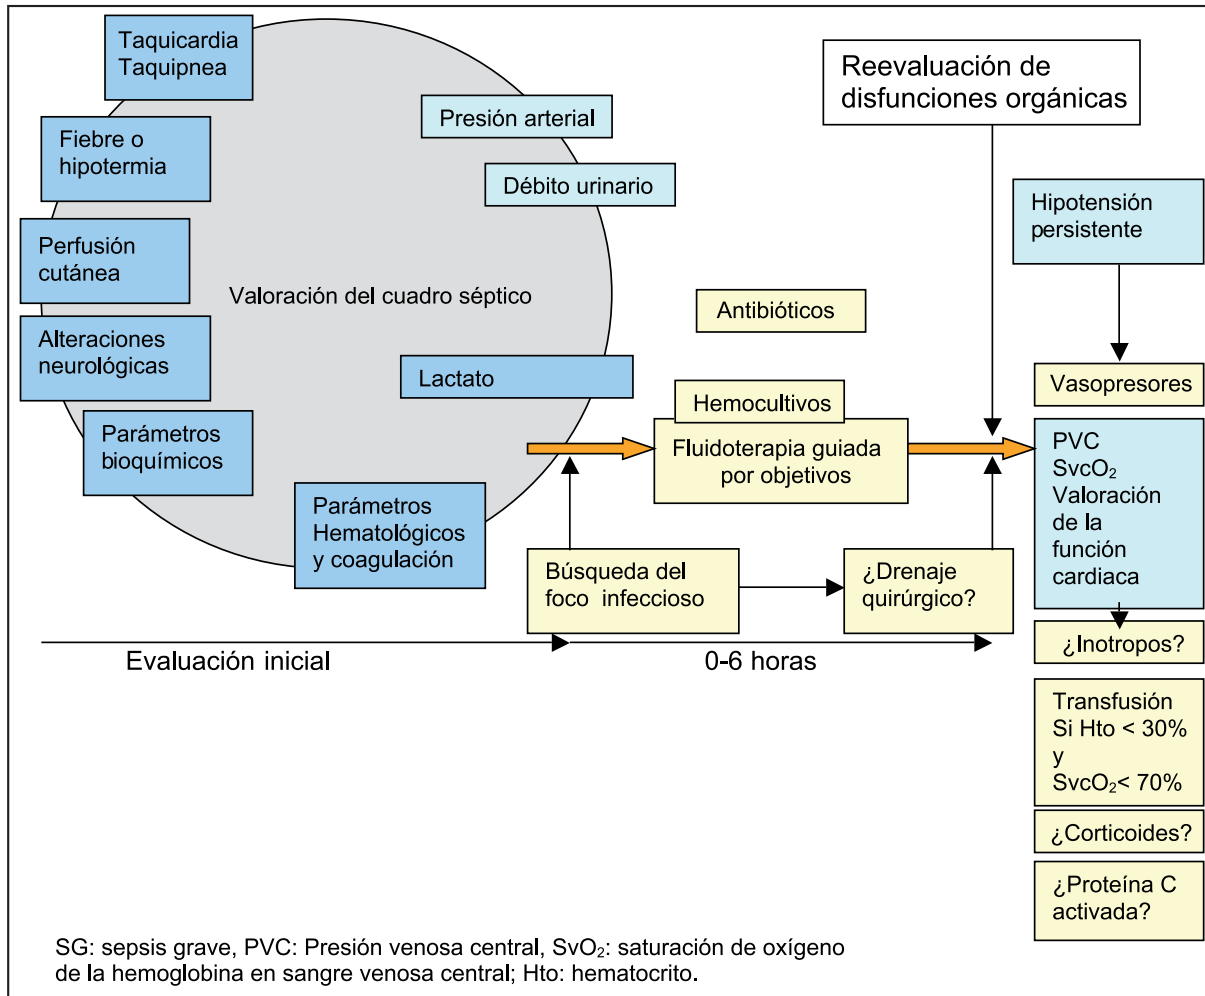 Taquicardia
Taquipnea
Fiebre o
hipotermia
Perfusión
cutánea
Alteraciones
neurológicas
Parámetros
bioquímicos
Parámetros
Hematológicos
y coagulación
Valoración del cuadro séptico
Presión arterial
Débito urinario
Lactato
Antibióticos
Hemocultivos
Fluidoterapia guiada
por objetivos
Búsqueda del
foco infeccioso
¿Drenaje
quirúrgico?
Reevaluación de
disfunciones orgánicas
Hipotensión
persistente
Vasopresores
PVC
SvcO₂
Valoración
de la
función
cardiaca
¿Inotropos?
Transfusión
Si Hto < 30%
y
SvcO₂< 70%
¿Corticoides?
¿Proteína C
activada?
Evaluación inicial
0-6 horas
SG: sepsis grave, PVC: Presión venosa central, SvO₂: saturación de oxígeno
de la hemoglobina en sangre venosa central; Hto: hematocrito.